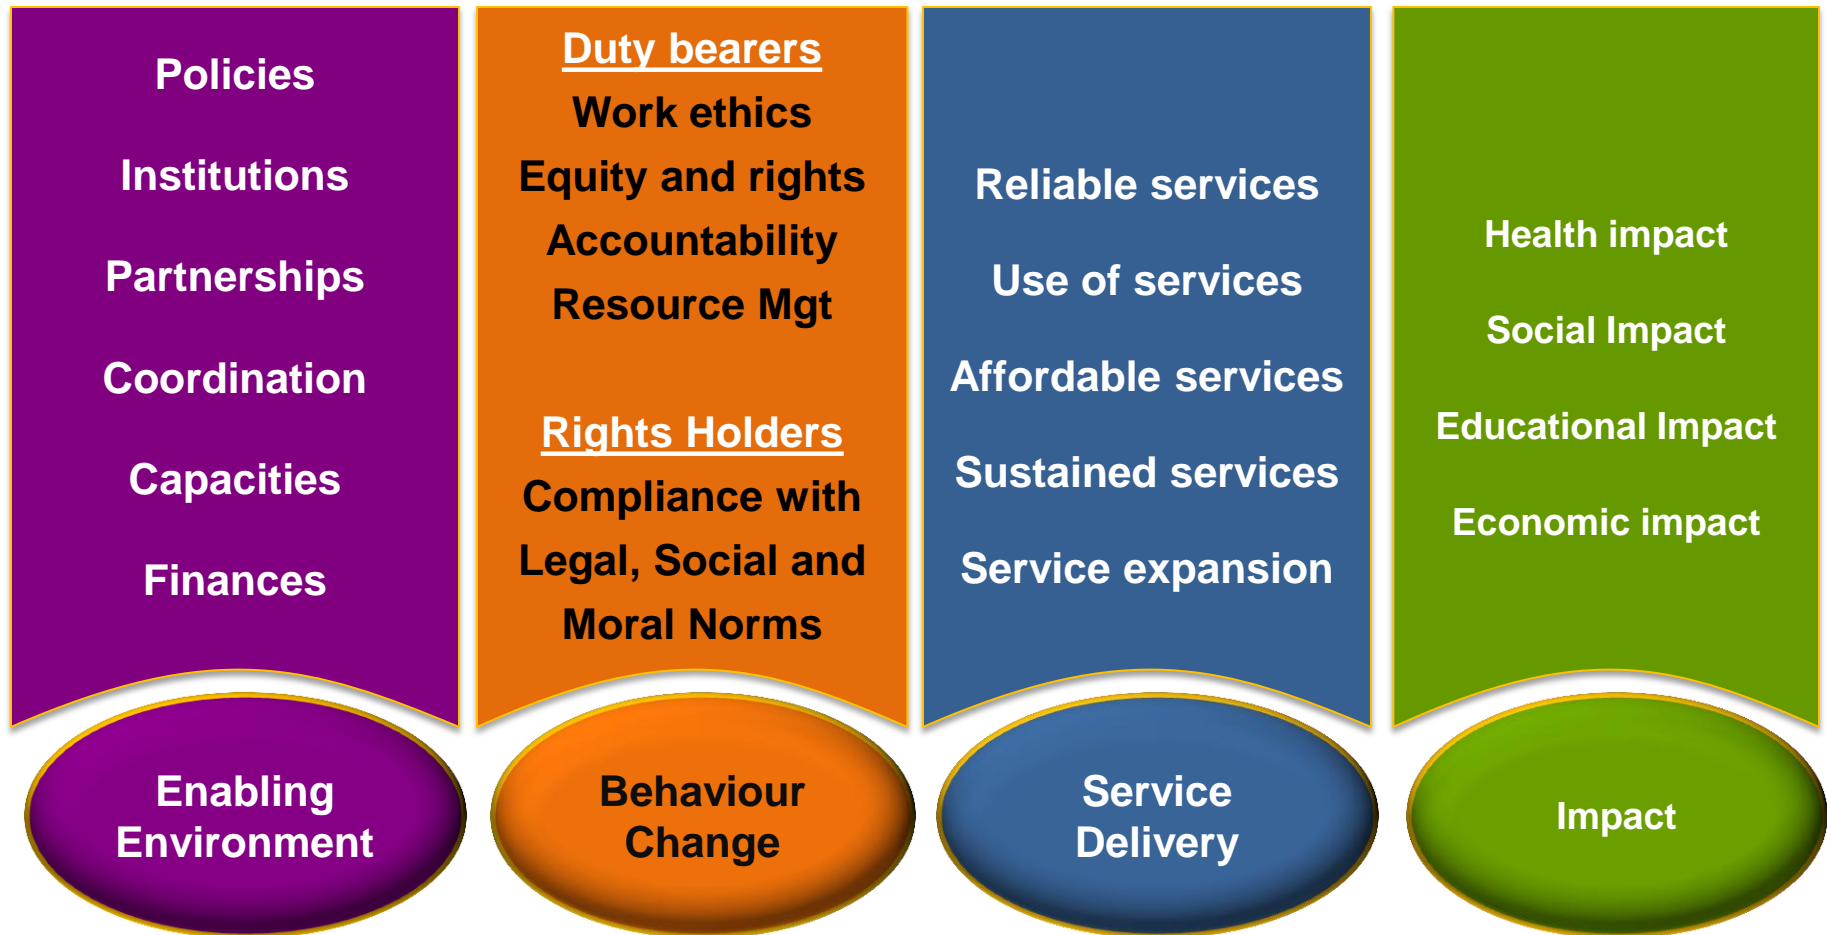 Policies
Institutions
Partnerships
Coordination
Capacities
Finances
Enabling
Environment
Duty bearers
Work ethics
Equity and rights
Accountability
Resource Mgt
Rights Holders
Compliance with
Legal, Social and
Moral Norms
Behaviour
Change
Reliable services
Use of services
Affordable services
Sustained services
Service expansion
Service
Delivery
Health impact
Social Impact
Educational Impact
Economic impact
Impact